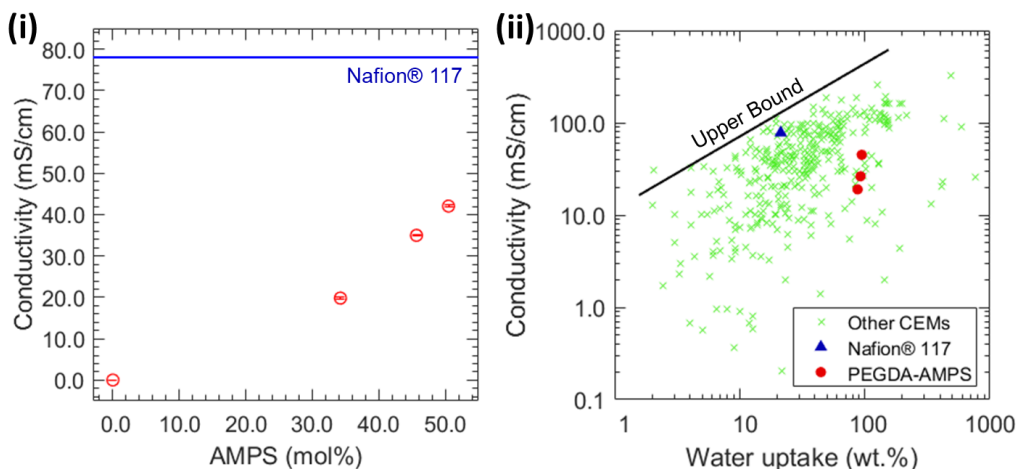 (i)
Conductivity (mS/cm)
80.0
70.0
60.0
50.0
40.0
30.0
20.0
10.0
0.0
Nafion® 117
0.0 10.0 20.0 30.0 40.0 50.0
AMPS (mol%)
(ii)
Conductivity (mS/cm)
1000.0
100.0
10.0
1.0
0.1
Upper Bound
Other CEMs
Nafion® 117
PEGDA-AMPS
1 10 100 1000
Water uptake (wt.%)